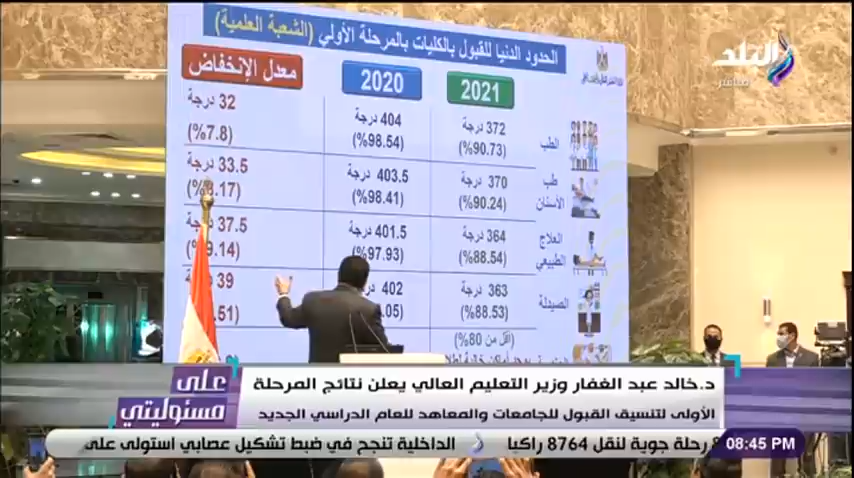 الحدود الدنيا للقبول بالكليات بالمرحلة الأولي (الشعبة العلمية)
البلد
مباشر
2021
2020
معدل الإنخفاض
الطب
372 درجة
(%90.73)
404 درجة
(%98.54)
32 درجة
(%7.8)
طب الأسنان
370 درجة
(%90.24)
403.5 درجة
(%98.41)
33.5 درجة
العلاج الطبيعي
364 درجة
(%88.54)
401.5 درجة
(%97.93)
37.5 درجة
الصيدلة
363 درجة
(%88.53)
402
39
(أقل من 80%)
على مسئوليتي
د.خالد عبد الغفار وزير التعليم العالي يعلن نتائج المرحلة
الأولى لتنسيق القبول للجامعات والمعاهد للعام الدراسي الجديد
رحلة جوية لنقل 8764 راكبا الداخلية تنجح في ضبط تشكيل عصابي استولى على
08:45 PM